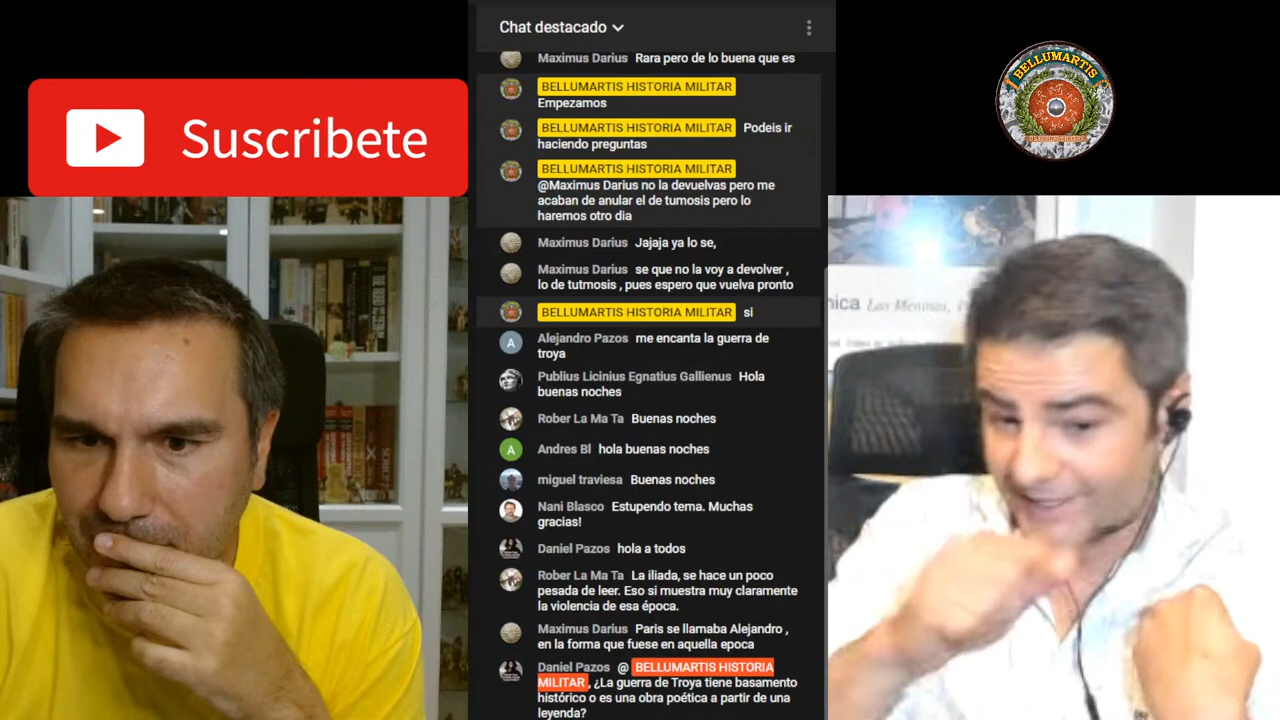 Suscribete
Chat destacado
Maximus Darius Rara pero de lo buena que es
BELLUMARTIS HISTORIA MILITAR
Empezamos
BELLUMARTIS HISTORIA MILITAR Podeis ir
haciendo preguntas
BELLUMARTIS HISTORIA MILITAR
@Maximus Darius no la devuelvas pero me
acaban de anular el de tumosis pero lo
haremos otro dia
Maximus Darius Jajaja ya lo se,
Maximus Darius se que no la voy a devolver ,
lo de tutmosis , pues espero que vuelva pronto
BELLUMARTIS HISTORIA MILITAR si
A Alejandro Pazos me encanta la guerra de
troya
Publius Licinius Egnatius Gallienus Hola
buenas noches
Rober La Ma Ta Buenas noches
A Andres Bl hola buenas noches
miguel traviesa Buenas noches
Nani Blasco Estupendo tema. Muchas
gracias!
Daniel Pazos hola a todos
Rober La Ma Ta La iliada, se hace un poco
pesada de leer. Eso si muestra muy claramente
la violencia de esa época.
Maximus Darius Paris se llamaba Alejandro ,
en la forma que fuese en aquella epoca
Daniel Pazos @ BELLUMARTIS HISTORIA
MILITAR , ¿La guerra de Troya tiene basamento
histórico o es una obra poética a partir de una
leyenda?
BELLUMARTIS
nica Las Meninas,